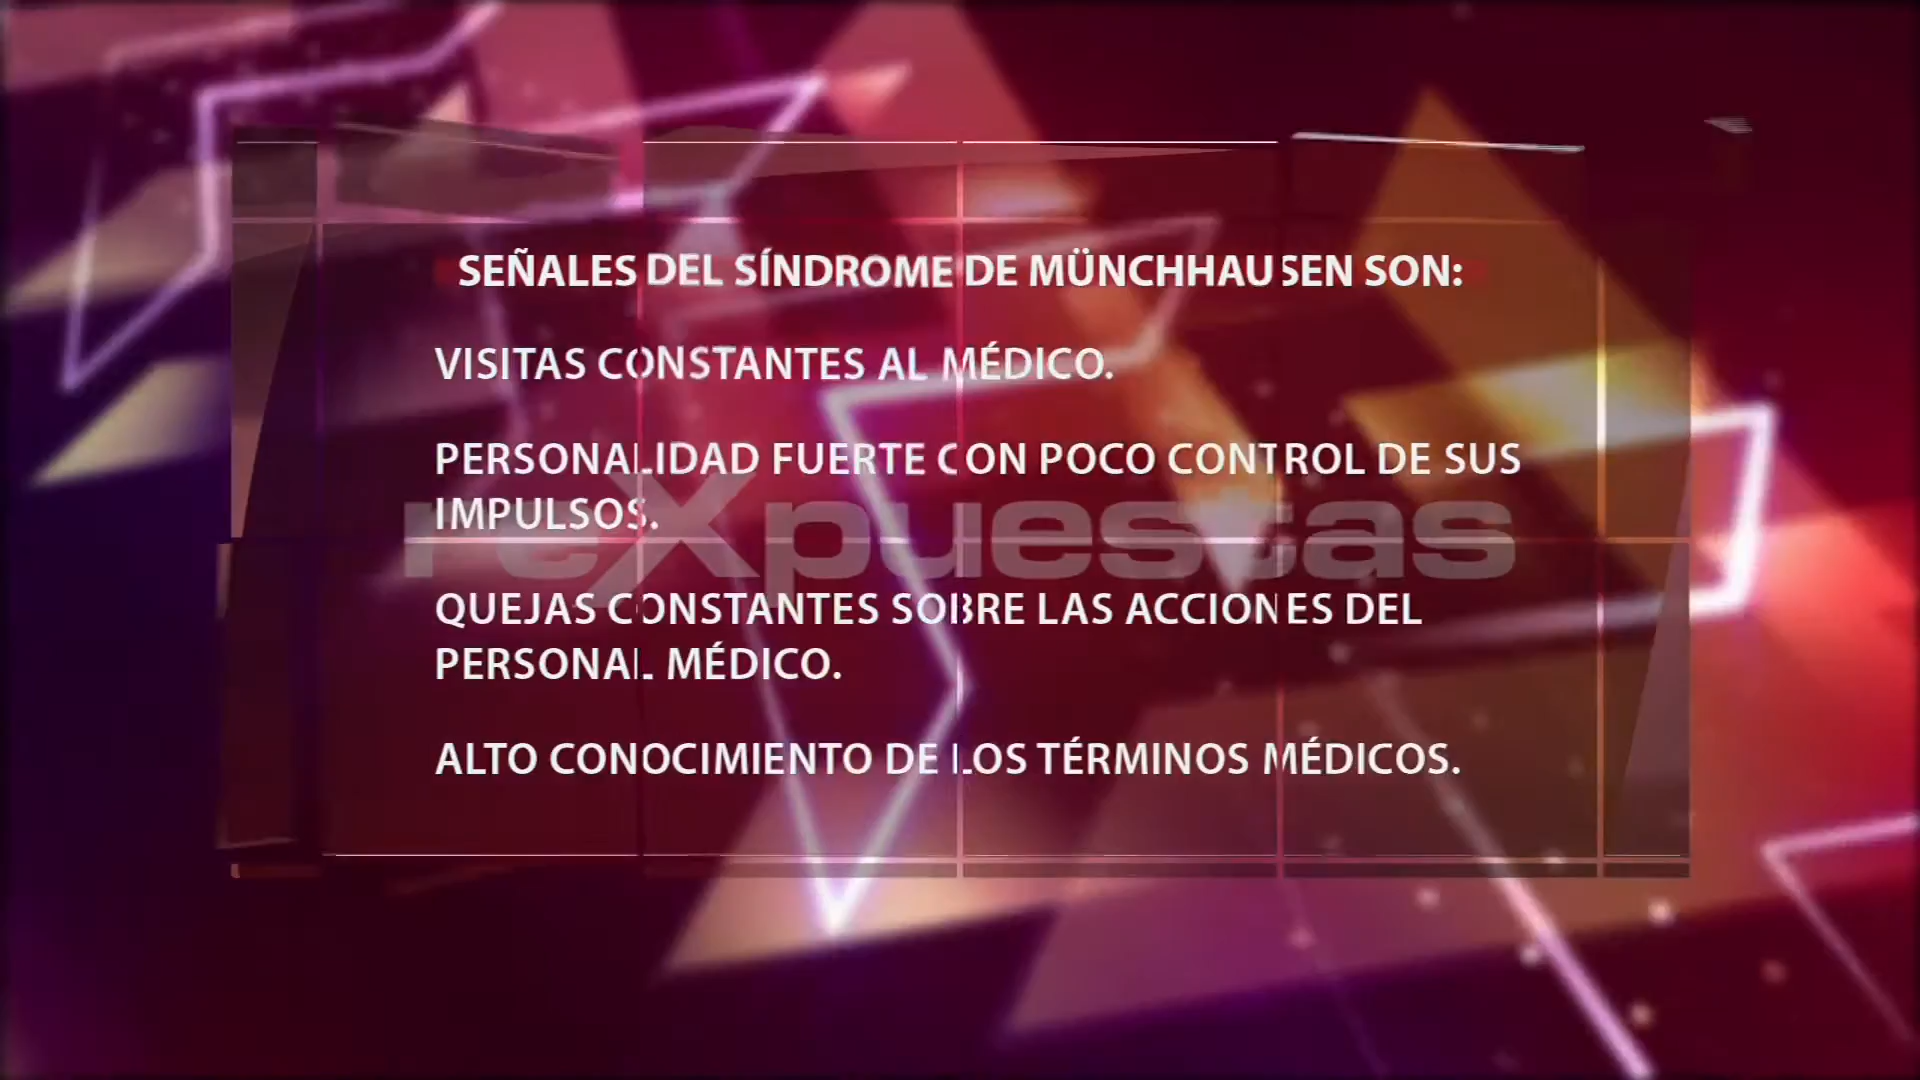 SEÑALES DEL SÍNDROME DE MÜNCHHAUSEN SON:
VISITAS CONSTANTES AL MÉDICO.
PERSONALIDAD FUERTE CON POCO CONTROL DE SUS
IMPULSOS.
reXpuestas
QUEJAS CONSTANTES SOBRE LAS ACCIONES DEL
PERSONAL MÉDICO.
ALTO CONOCIMIENTO DE LOS TÉRMINOS MÉDICOS.